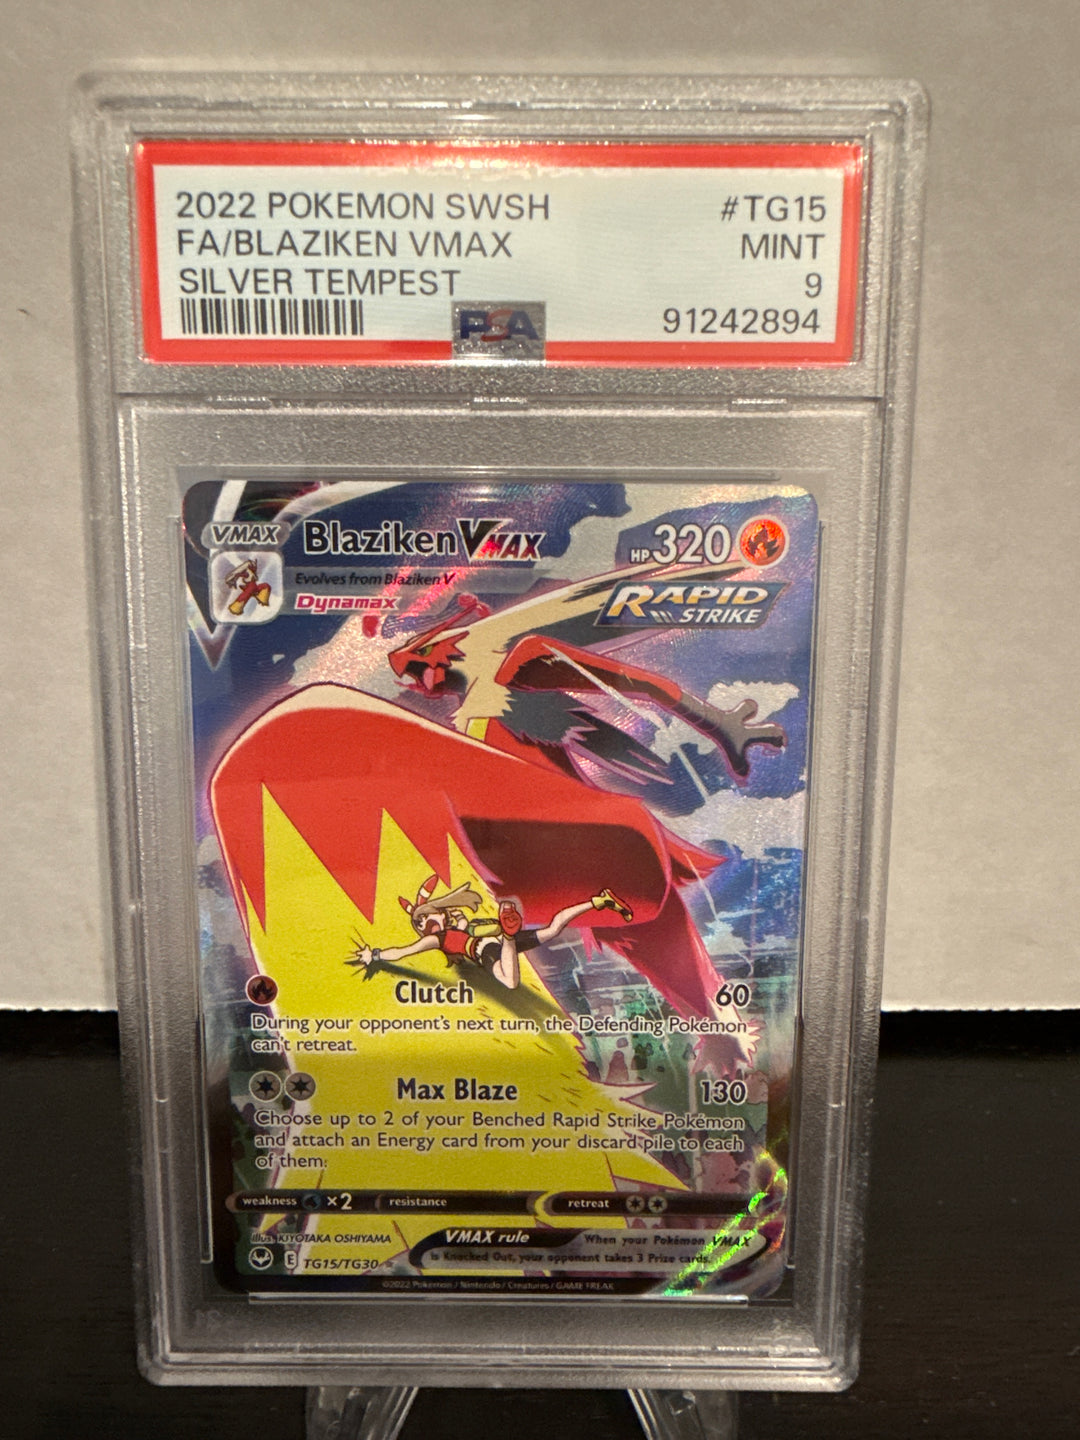 2022 POKEMON SWSH #TG15
FA/BLAZIKEN VMAX MINT
SILVER TEMPEST 9
PSA 91242894
VMAX Blaziken VMAX HP 320
Evolves from Blaziken V
Dynamax
RAPID
STRIKE
Clutch 60
During your opponent's next turn, the Defending Pokémon
can't retreat.
Max Blaze 130
Choose up to 2 of your Benched Rapid Strike Pokémon
and attach an Energy card from your discard pile to each
of them.
weakness ×2 resistance retreat
Illus. KIYOTAKA OSHIYAMA
VMAX rule When your Pokémon VMAX
is Knocked Out, your opponent takes 3 Prize cards.
E TG15/TG30
©2022 Pokémon / Nintendo / Creatures / GAME FREAK